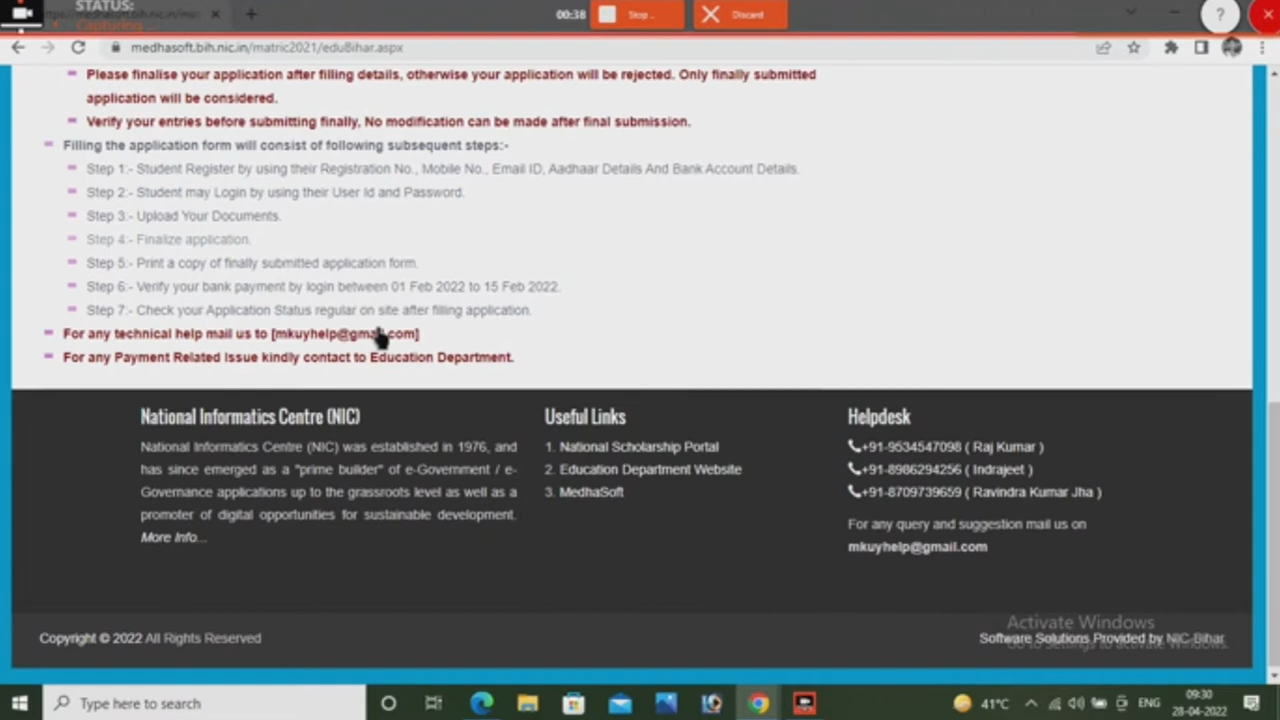 STATUS:
Capturing
00:38
Stop..
Discard
medhasoft.bih.nic.in/matric2021/eduBihar.aspx
Please finalise your application after filling details, otherwise your application will be rejected. Only finally submitted
application will be considered.
Verify your entries before submitting finally, No modification can be made after final submission.
Filling the application form will consist of following subsequent steps:-
Step 1:- Student Register by using their Registration No., Mobile No., Email ID, Aadhaar Details And Bank Account Details.
Step 2:- Student may Login by using their User Id and Password.
Step 3:- Upload Your Documents.
Step 4:- Finalize application.
Step 5:- Print a copy of finally submitted application form.
Step 6:- Verify your bank payment by login between 01 Feb 2022 to 15 Feb 2022.
Step 7:- Check your Application Status regular on site after filling application.
For any technical help mail us to [mkuyhelp@gmail.com]
For any Payment Related Issue kindly contact to Education Department.
National Informatics Centre (NIC)
National Informatics Centre (NIC) was established in 1976, and
has since emerged as a "prime builder" of e-Government / e-
Governance applications up to the grassroots level as well as a
promoter of digital opportunities for sustainable development.
More Info...
Useful Links
1. National Scholarship Portal
2. Education Department Website
3. MedhaSoft
Helpdesk
+91-9534547098 ( Raj Kumar )
+91-8986294256 ( Indrajeet )
+91-8709739659 ( Ravindra Kumar Jha )
For any query and suggestion mail us on
mkuyhelp@gmail.com
Activate Windows
Go to Settings to activate Windows.
Copyright © 2022 All Rights Reserved
Software Solutions Provided by NIC-Bihar
Type here to search
41°C
ENG
09:30
28-04-2022